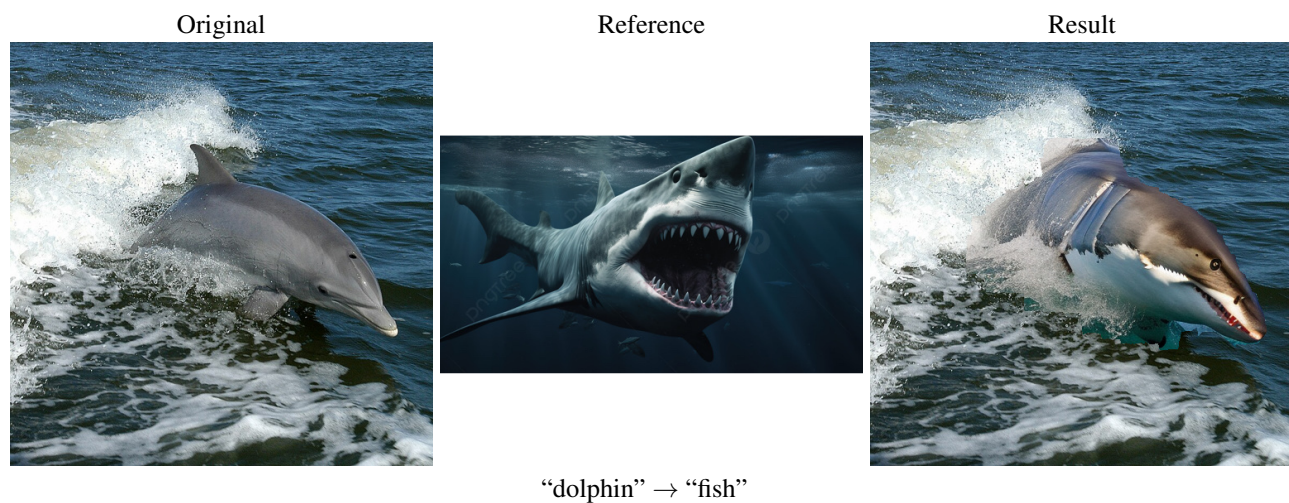 Original
Reference
Result
“dolphin” → “fish”